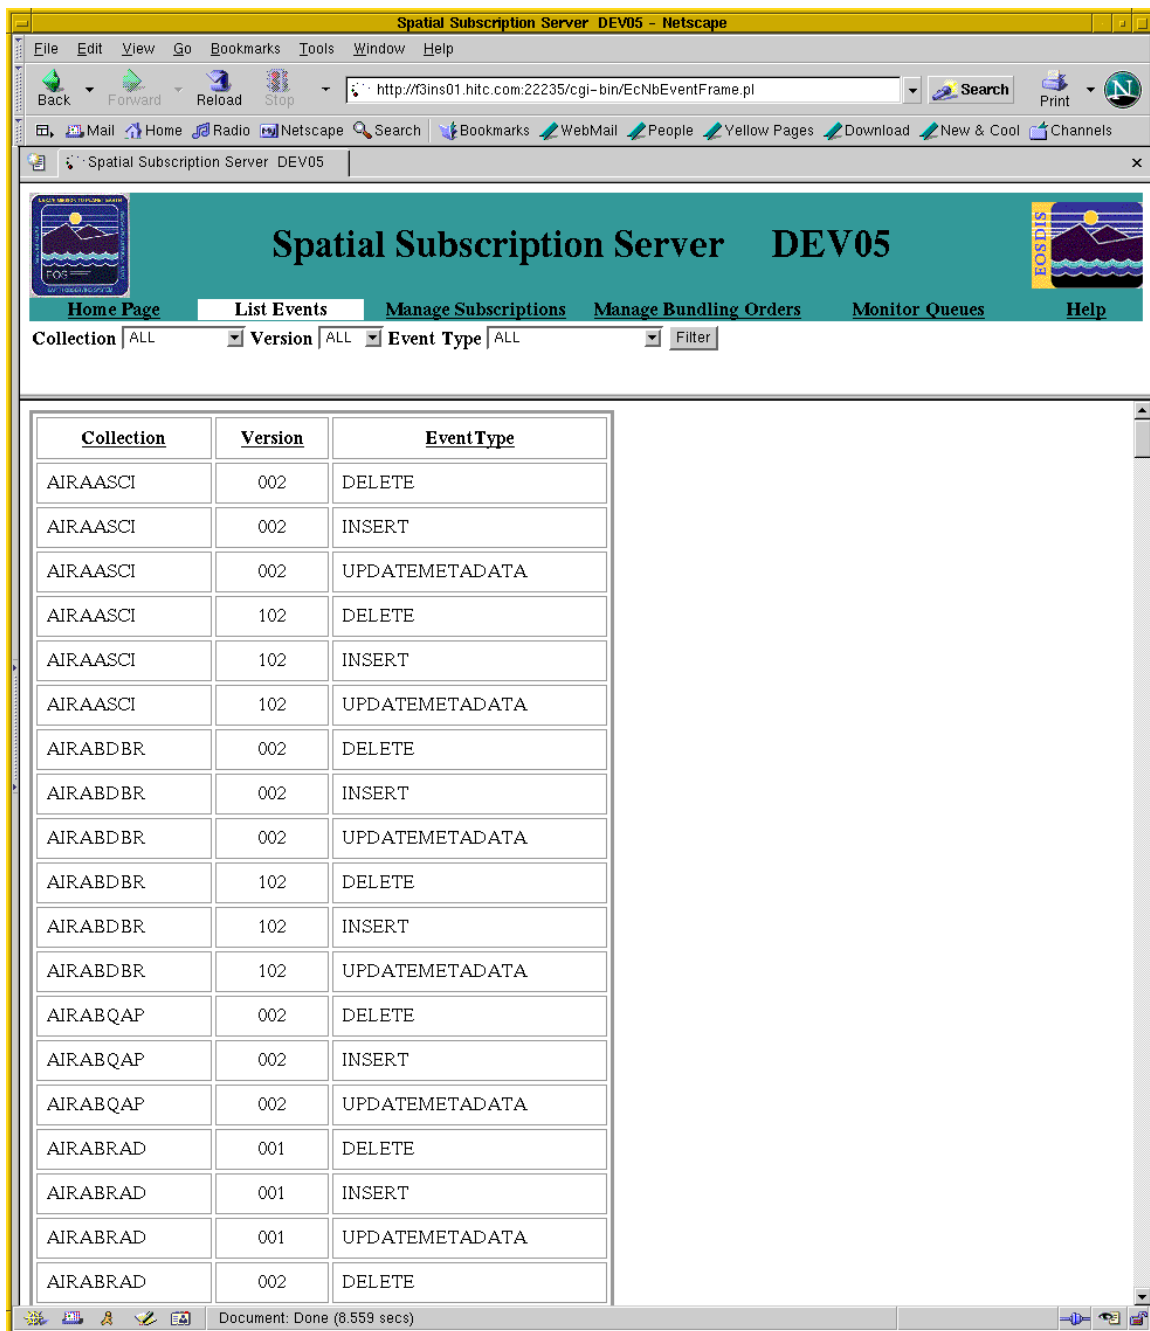 Spatial Subscription Server DEV05 - Netscape
File Edit View Go Bookmarks Tools Window Help
Back Forward Reload Stop http://f3ins01.hitc.com:22235/cgi-bin/EcNbEventFrame.pl Search Print N
Mail Home Radio Netscape Search Bookmarks WebMail People Yellow Pages Download New & Cool Channels
Spatial Subscription Server DEV05 x
EOS
Spatial Subscription Server DEV05
EOSDIS
Home Page List Events Manage Subscriptions Manage Bundling Orders Monitor Queues Help
Collection ALL Version ALL Event Type ALL Filter
Collection Version EventType
AIRAASCI 002 DELETE
AIRAASCI 002 INSERT
AIRAASCI 002 UPDATEMETADATA
AIRAASCI 102 DELETE
AIRAASCI 102 INSERT
AIRAASCI 102 UPDATEMETADATA
AIRABDBR 002 DELETE
AIRABDBR 002 INSERT
AIRABDBR 002 UPDATEMETADATA
AIRABDBR 102 DELETE
AIRABDBR 102 INSERT
AIRABDBR 102 UPDATEMETADATA
AIRABQAP 002 DELETE
AIRABQAP 002 INSERT
AIRABQAP 002 UPDATEMETADATA
AIRABRAD 001 DELETE
AIRABRAD 001 INSERT
AIRABRAD 001 UPDATEMETADATA
AIRABRAD 002 DELETE
Document: Done (8.559 secs)